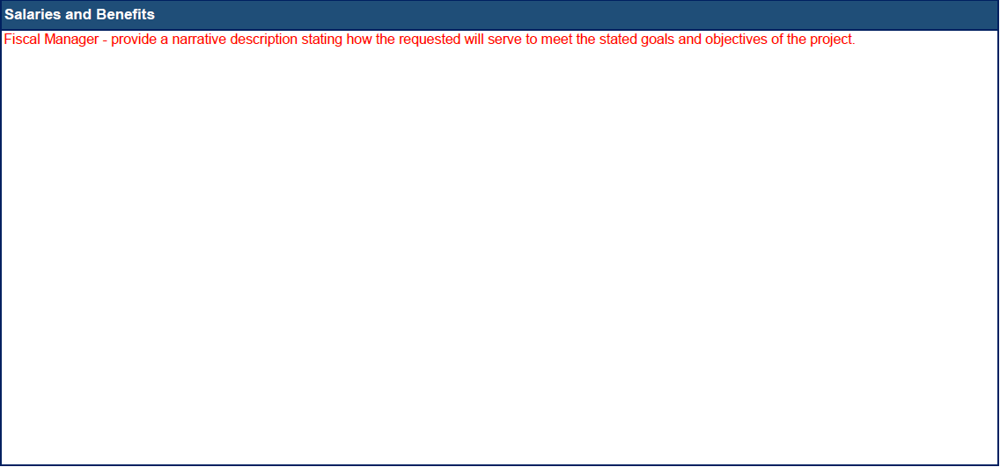 Salaries and Benefits
Fiscal Manager - provide a narrative description stating how the requested will serve to meet the stated goals and objectives of the project.